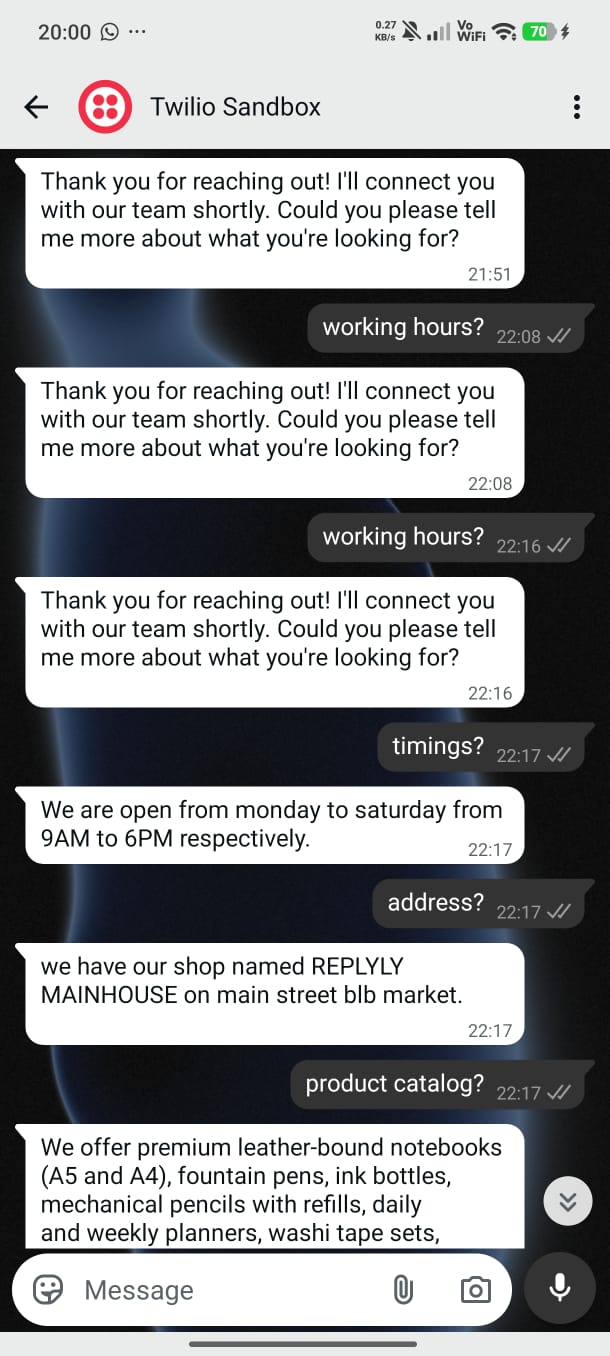 20:00
0.27
KB/s
Vo
WiFi
70
Twilio Sandbox
Thank you for reaching out! I'll connect you
with our team shortly. Could you please tell
me more about what you're looking for?
21:51
working hours? 22:08
Thank you for reaching out! I'll connect you
with our team shortly. Could you please tell
me more about what you're looking for?
22:08
working hours? 22:16
Thank you for reaching out! I'll connect you
with our team shortly. Could you please tell
me more about what you're looking for?
22:16
timings? 22:17
We are open from monday to saturday from
9AM to 6PM respectively.
22:17
address? 22:17
we have our shop named REPLYLY
MAINHOUSE on main street blb market.
22:17
product catalog? 22:17
We offer premium leather-bound notebooks
(A5 and A4), fountain pens, ink bottles,
mechanical pencils with refills, daily
and weekly planners, washi tape sets,
Message